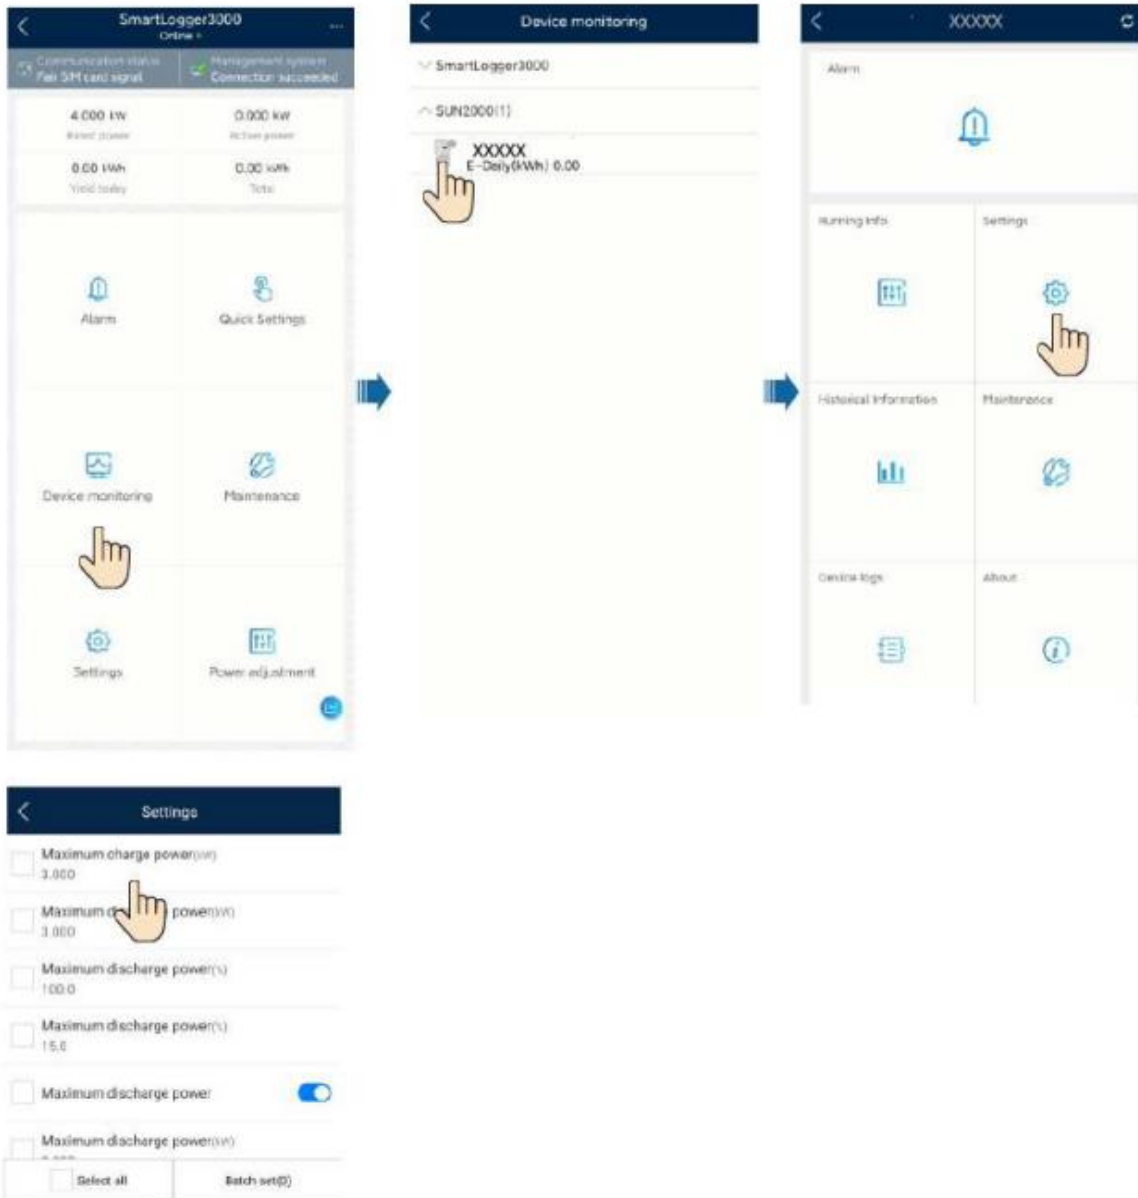 SmartLogger3000
Online
Communication status
Fair SIM card signal
Management system
Connection succeeded
4.000 kW
Rated power
0.000 kW
Active power
0.00 kWh
Yield today
0.00 kWh
Total
Alarm
Quick Settings
Device monitoring
Maintenance
Settings
Power adjustment
Device monitoring
SmartLogger3000
SUN2000(1)
XXXXX
E-Daily(kWh) 0.00
XXXXX
Alarm
Running Info
Settings
Historical Information
Maintenance
Device logs
About
Settings
Maximum charge power(kW)
3.000
Maximum d power(kW)
3.000
Maximum discharge power(%)
100.0
Maximum discharge power(%)
15.0
Maximum discharge power
Maximum discharge power(kW)
Select all
Batch set(0)